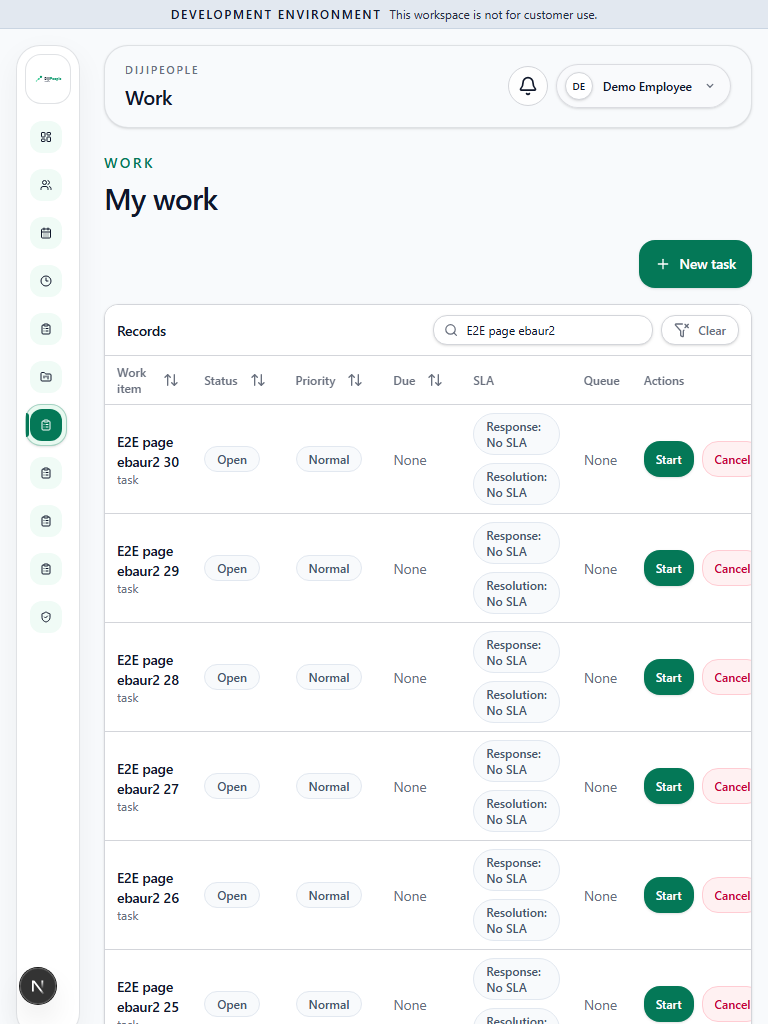 DEVELOPMENT ENVIRONMENT This workspace is not for customer use.
DIJIPEOPLE
Work
DE Demo Employee
WORK
My work
+ New task
Records
E2E page ebaur2
Clear
Work item Status Priority Due SLA Queue Actions
E2E page
ebaur2 30
task
Open
Normal
None
Response:
No SLA
Resolution:
No SLA
None
Start
Cancel
E2E page
ebaur2 29
task
Open
Normal
None
Response:
No SLA
Resolution:
No SLA
None
Start
Cancel
E2E page
ebaur2 28
task
Open
Normal
None
Response:
No SLA
Resolution:
No SLA
None
Start
Cancel
E2E page
ebaur2 27
task
Open
Normal
None
Response:
No SLA
Resolution:
No SLA
None
Start
Cancel
E2E page
ebaur2 26
task
Open
Normal
None
Response:
No SLA
Resolution:
No SLA
None
Start
Cancel
E2E page
ebaur2 25
task
Open
Normal
None
Response:
No SLA
Resolution:
None
Start
Cancel
N